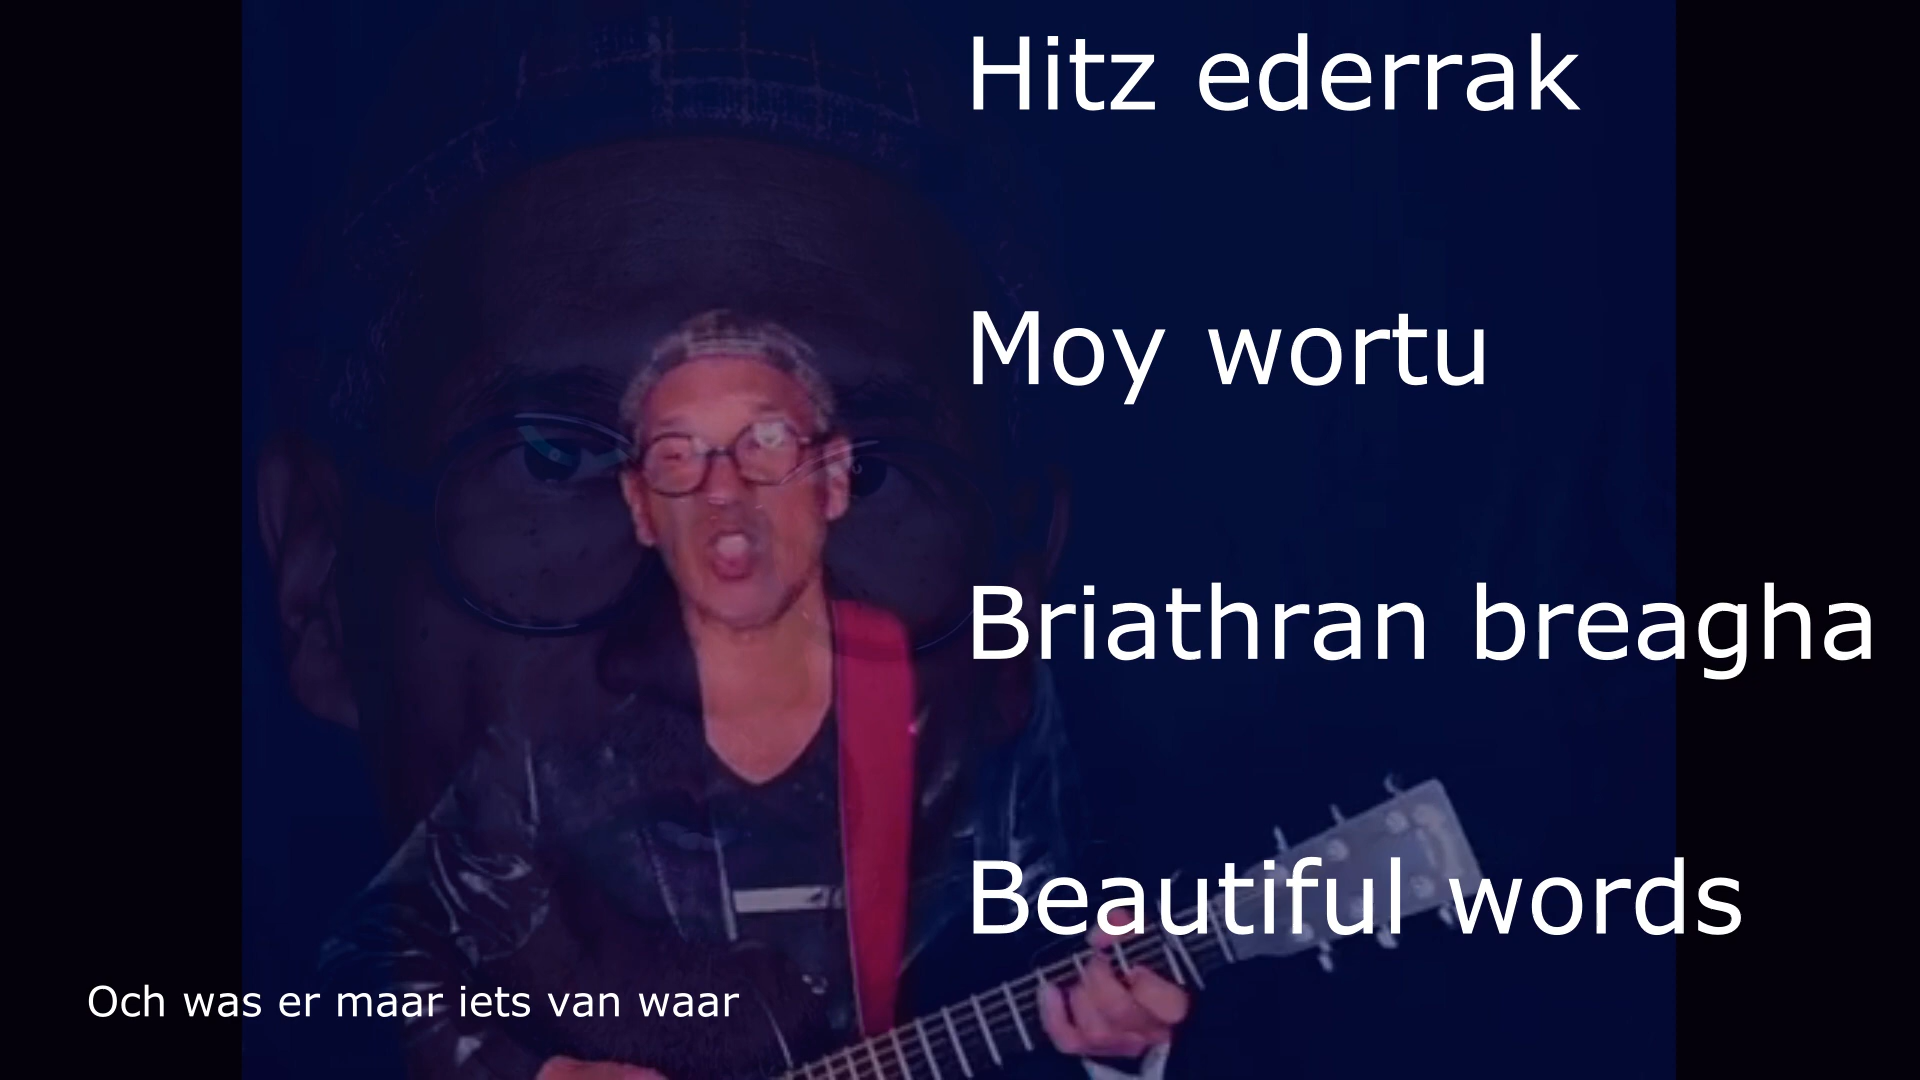 Hitz ederrak
Moy wortu
Briathran breagha
Beautiful words
Och was er maar iets van waar